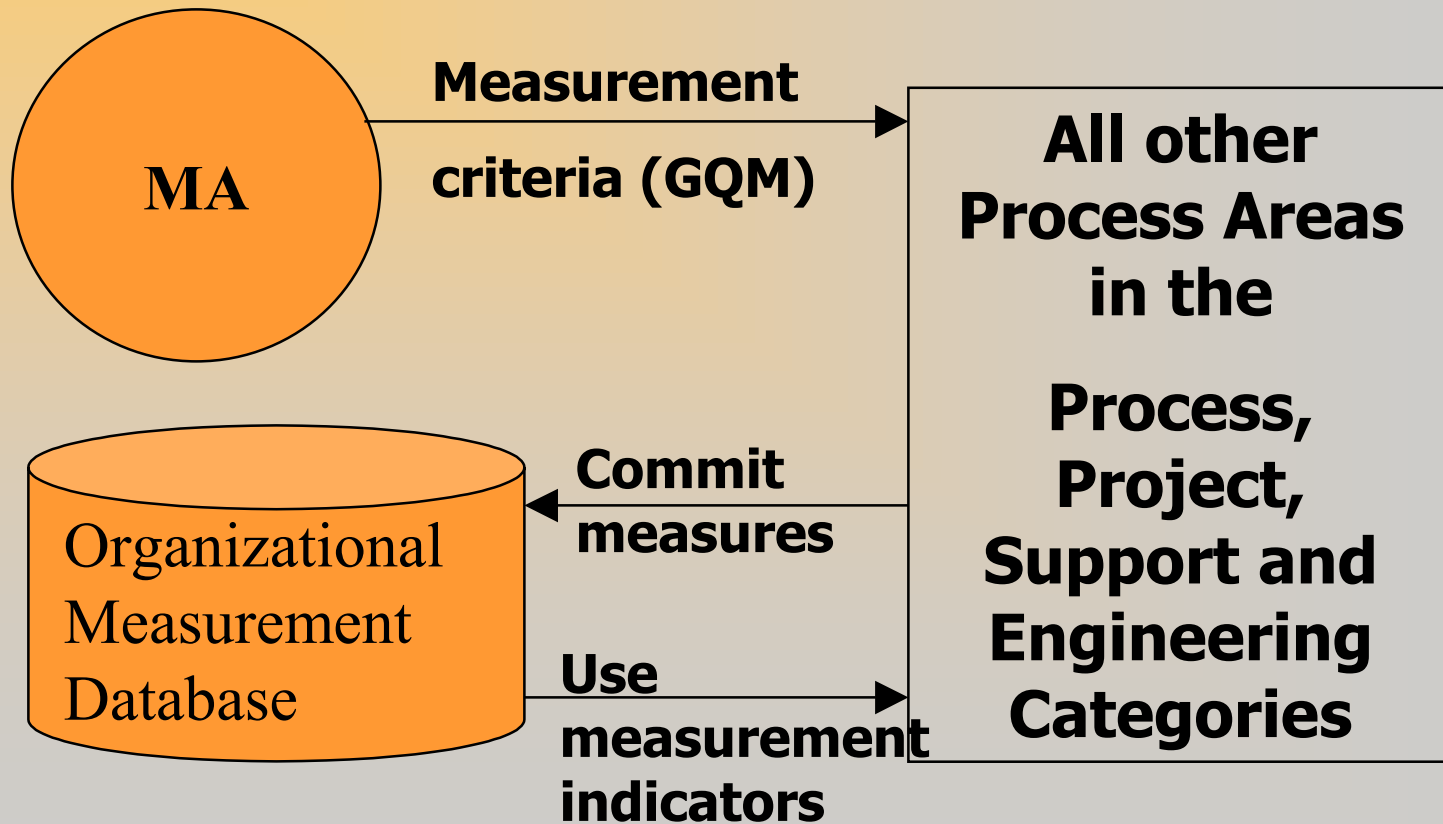 MA
Measurement
criteria (GQM)
All other
Process Areas
in the
Process,
Project,
Support and
Engineering
Categories
Commit
measures
Organizational
Measurement
Database
Use
measurement
indicators